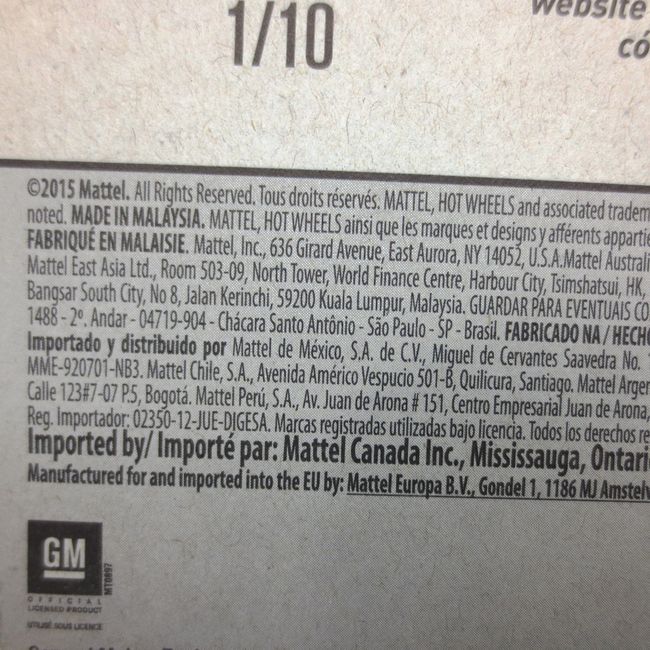 1/10
website
có
©2015 Mattel. All Rights Reserved. Tous droits réservés. MATTEL, HOT WHEELS and associated tradem
noted. MADE IN MALAYSIA. MATTEL, HOT WHEELS ainsi que les marques et designs y afférents apparti
FABRIQUÉ EN MALAISIE. Mattel, Inc., 636 Girard Avenue, East Aurora, NY 14052, U.S.A.Mattel Australi
Mattel East Asia Ltd., Room 503-09, North Tower, World Finance Centre, Harbour City, Tsimshatsui, HK,
Bangsar South City, No 8, Jalan Kerinchi, 59200 Kuala Lumpur, Malaysia. GUARDAR PARA EVENTUAIS CO
1488 - 2º. Andar - 04719-904 - Chácara Santo Antônio - São Paulo - SP - Brasil. FABRICADO NA / HECHO
Importado y distribuido por Mattel de México, S.A. de C.V., Miguel de Cervantes Saavedra No.
MME-920701-NB3. Mattel Chile, S.A., Avenida Américo Vespucio 501-B, Quilicura, Santiago. Mattel Argen
Calle 123#7-07 P.5, Bogotá. Mattel Perú, S.A., Av. Juan de Arona # 151, Centro Empresarial Juan de Arona,
Reg. Importador: 02350-12-JUE-DIGESA. Marcas registradas utilizadas bajo licencia. Todos los derechos re
Imported by/ Importé par: Mattel Canada Inc., Mississauga, Ontari
Manufactured for and imported into the EU by: Mattel Europa B.V., Gondel 1, 1186 MJ Amstelv
GM
MT0897
OFFICIAL
LICENSED PRODUCT
UTILISÉ SOUS LICENCE